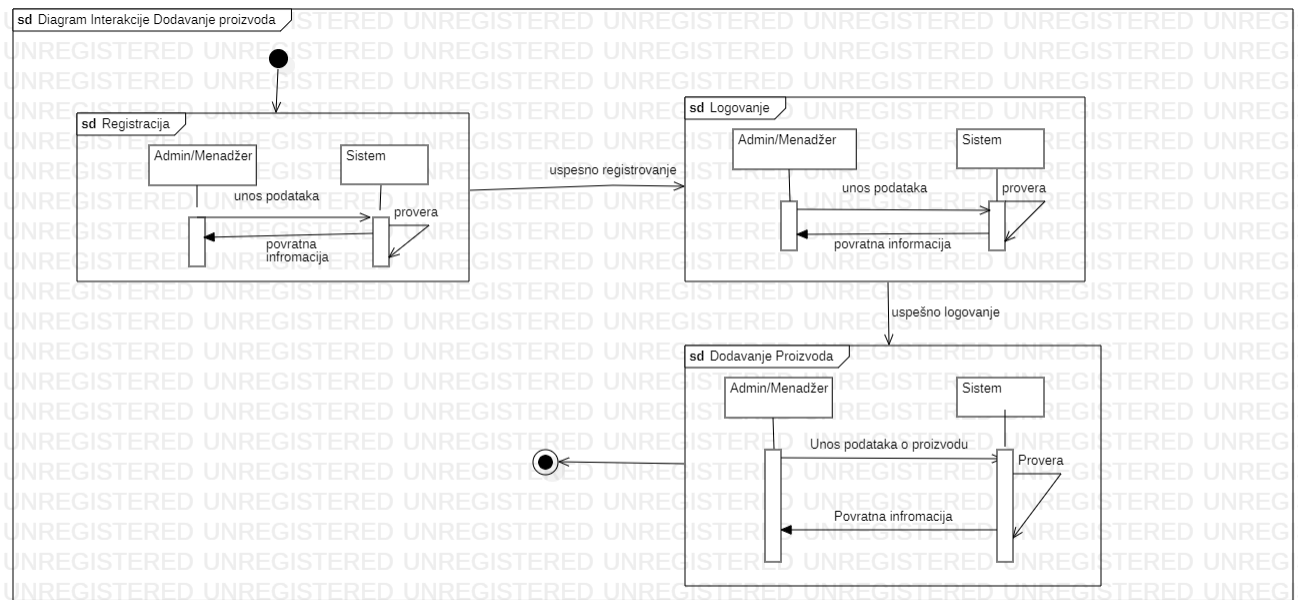 sd Diagram Interakcije Dodavanje proizvoda
sd Registracija
Admin/Menadžer
Sistem
unos podataka
provera
povratna
infromacija
uspesno registrovanje
sd Logovanje
Admin/Menadžer
Sistem
unos podataka
provera
povratna informacija
uspešno logovanje
sd Dodavanje Proizvoda
Admin/Menadžer
Sistem
Unos podataka o proizvodu
Provera
Povratna infromacija
UNREGISTERED